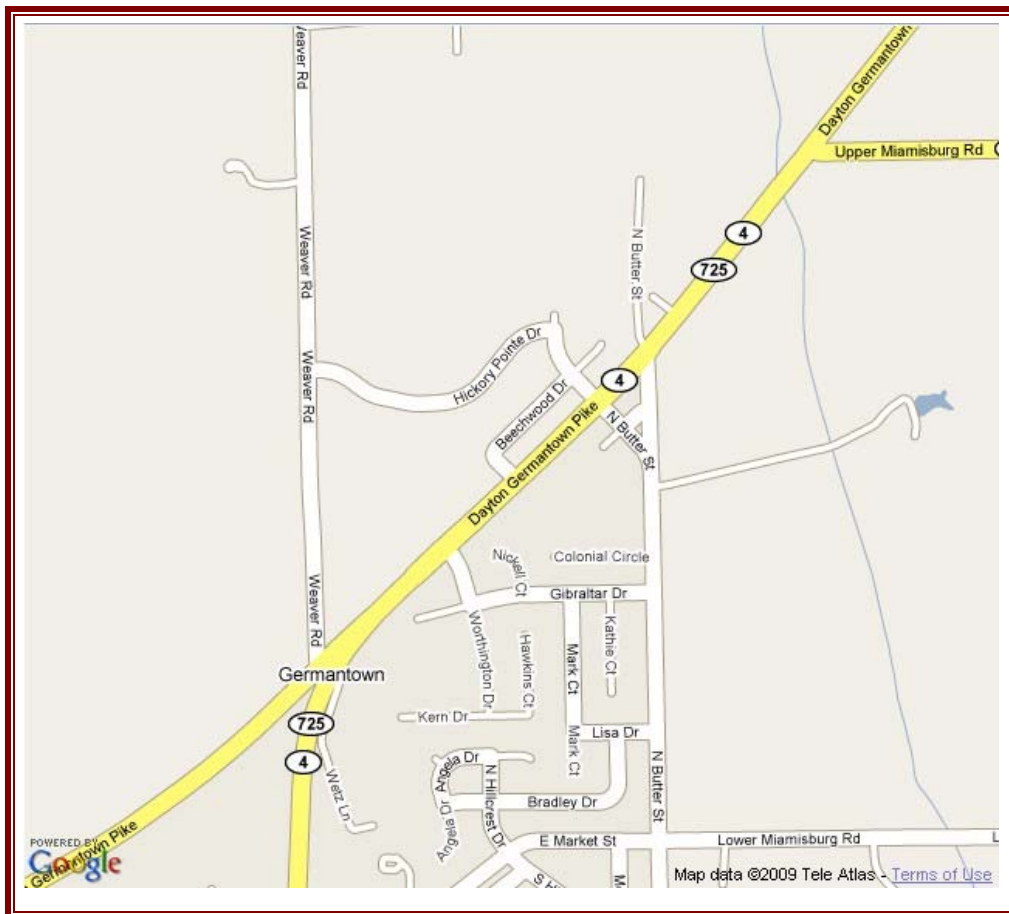 Weaver Rd
Dayton Germantown
Upper Miamisburg Rd
Weaver Rd
N Butter St
4
725
Hickory Pointe Dr
Weaver Rd
4
Beechwood Dr
N Butter St
Dayton Germantown Pike
Nickell Ct
Colonial Circle
Gibraltar Dr
Weaver Rd
Worthington Dr
Hawkins Ct
Mark Ct
Kathie Ct
Germantown
725
Kern Dr
Lisa Dr
Mark Ct
4
Wetz Ln
Angela Dr
Angela Dr
Angela Dr
N Hillcrest Dr
Bradley Dr
N Butter St
E Market St
Lower Miamisburg Rd
L
POWERED BY
Google
Germantown Pike
S H
Map data ©2009 Tele Atlas - Terms of Use